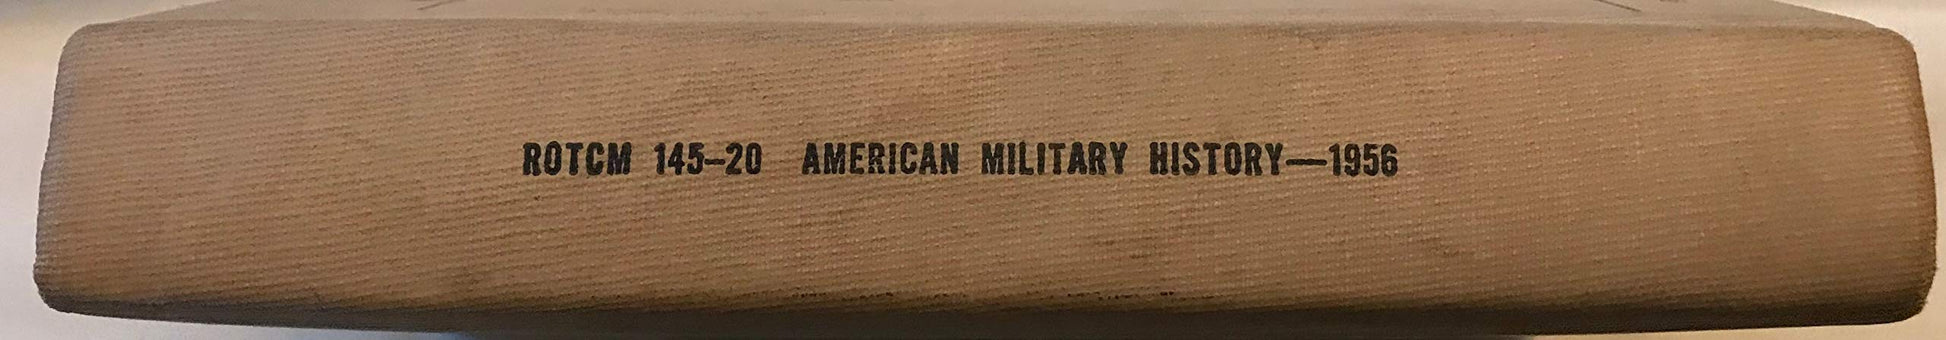 ROTCM 145–20 AMERICAN MILITARY HISTORY—1956